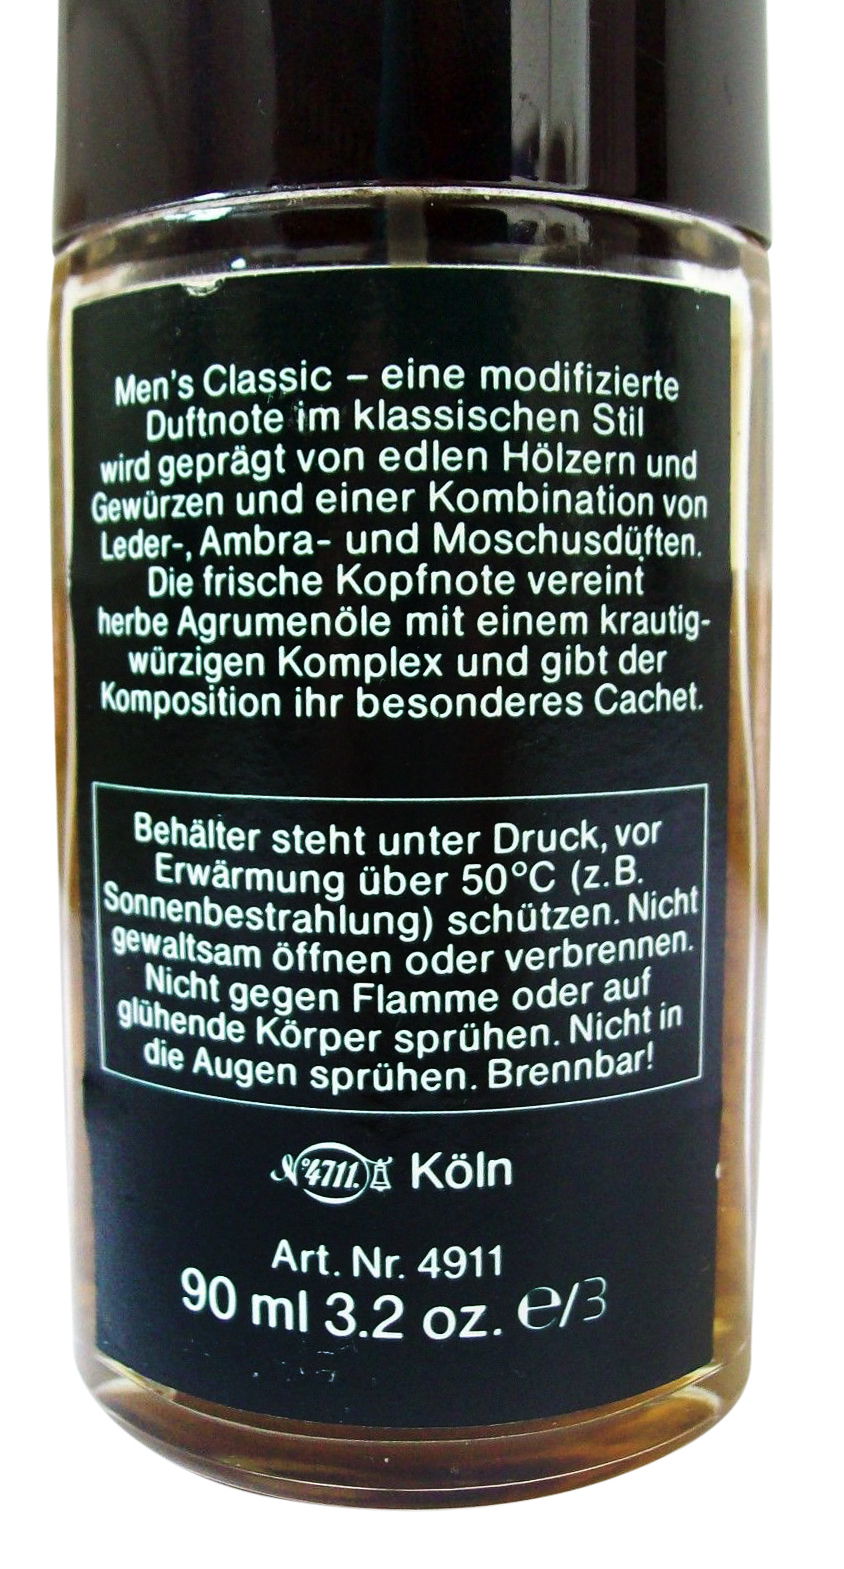 Men's Classic – eine modifizierte
Duftnote im klassischen Stil
wird geprägt von edlen Hölzern und
Gewürzen und einer Kombination von
Leder-, Ambra- und Moschusdüften.
Die frische Kopfnote vereint
herbe Agrumenöle mit einem krautig-
würzigen Komplex und gibt der
Komposition ihr besonderes Cachet.
Behälter steht unter Druck, vor
Erwärmung über 50°C (z.B.
Sonnenbestrahlung) schützen. Nicht
gewaltsam öffnen oder verbrennen.
Nicht gegen Flamme oder auf
glühende Körper sprühen. Nicht in
die Augen sprühen. Brennbar!
Nº 4711. Köln
Art. Nr. 4911
90 ml 3.2 oz. e/3